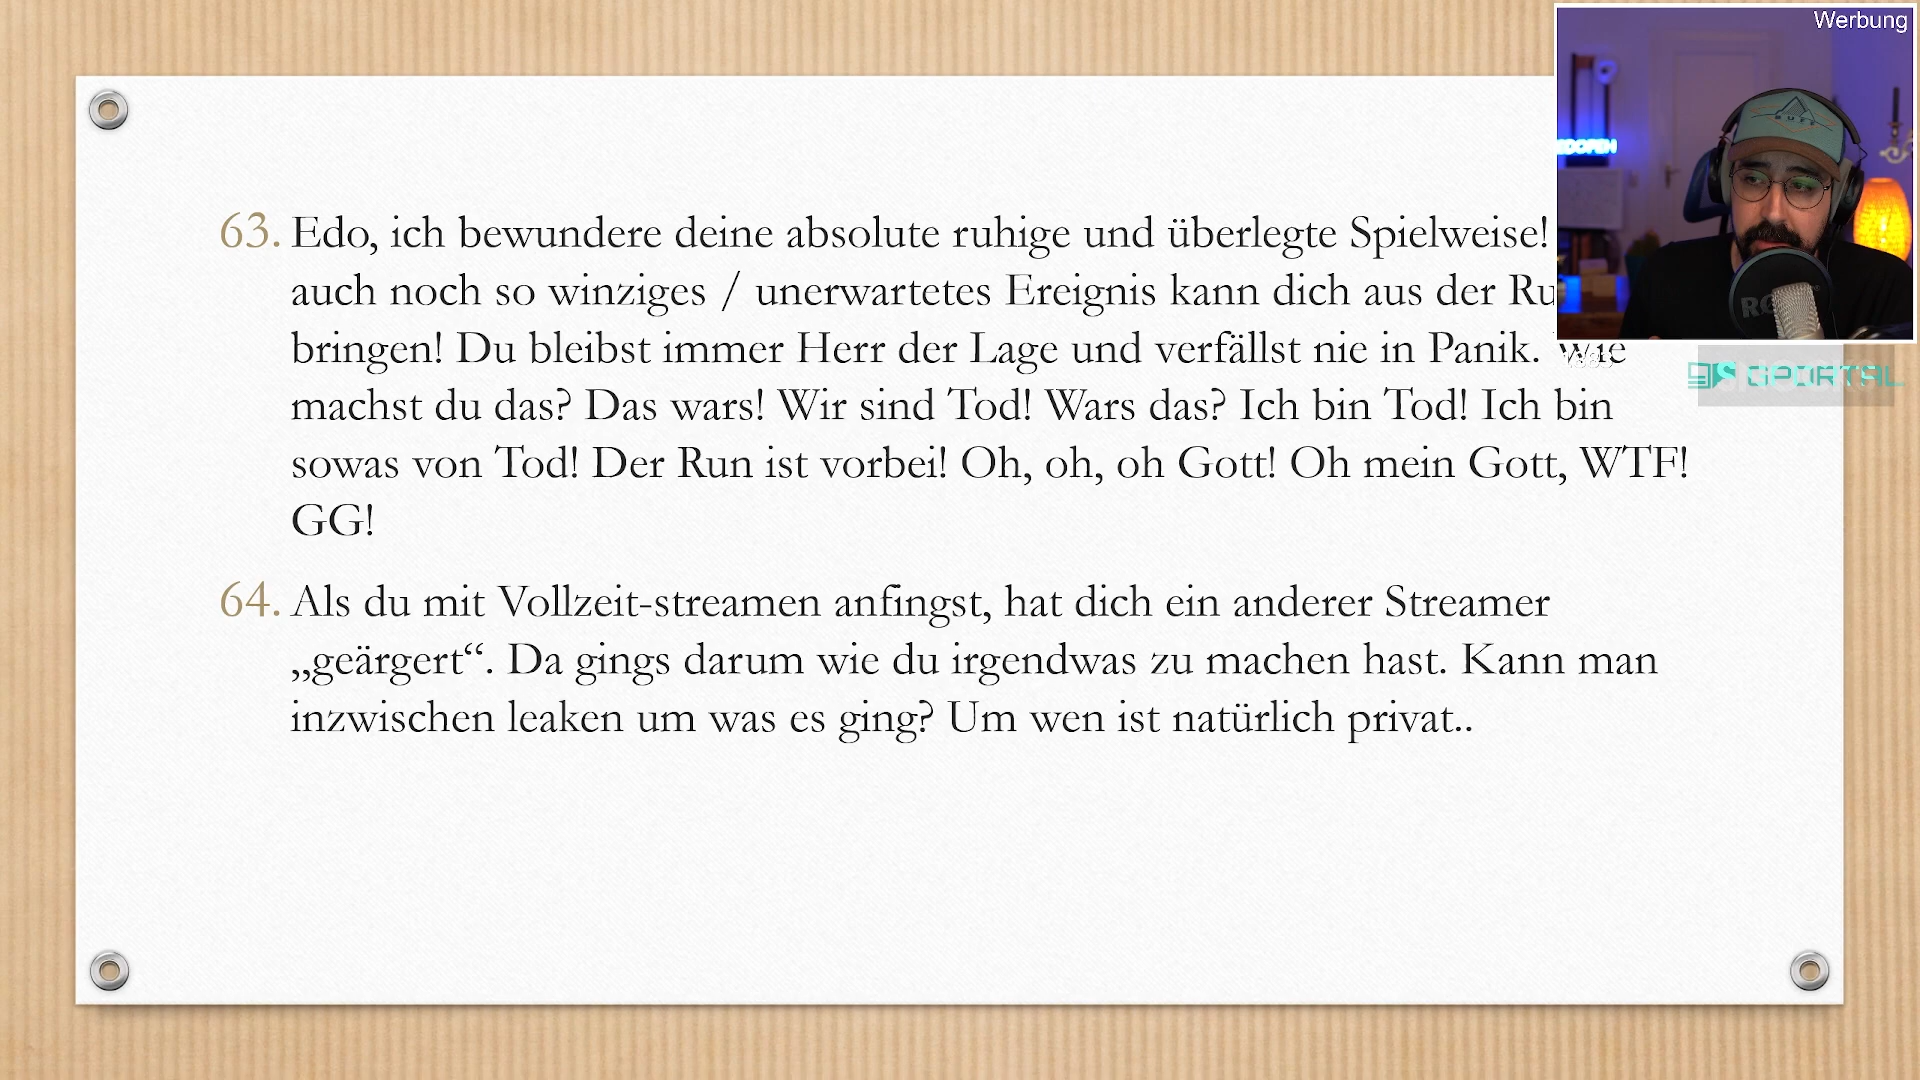 Werbung
63. Edo, ich bewundere deine absolute ruhige und überlegte Spielweise!
auch noch so winziges / unerwartetes Ereignis kann dich aus der Ru
bringen! Du bleibst immer Herr der Lage und verfällst nie in Panik. Wie
machst du das? Das wars! Wir sind Tod! Wars das? Ich bin Tod! Ich bin
sowas von Tod! Der Run ist vorbei! Oh, oh, oh Gott! Oh mein Gott, WTF!
GG!
64. Als du mit Vollzeit-streamen anfingst, hat dich ein anderer Streamer
„geärgert“. Da gings darum wie du irgendwas zu machen hast. Kann man
inzwischen leaken um was es ging? Um wen ist natürlich privat..
GPORTAL